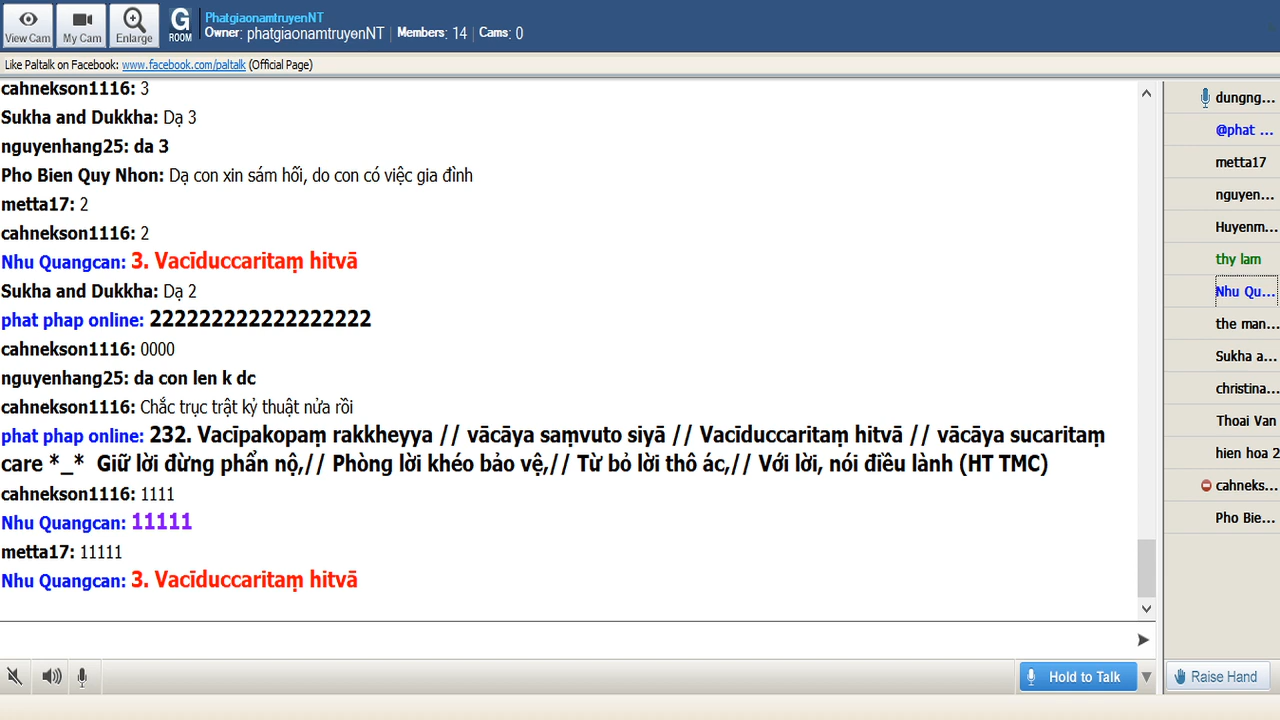 View Cam
My Cam
Enlarge
G
ROOM
PhatgiaonamtruyenNT
Owner: phatgiaonamtruyenNT | Members: 14 | Cams: 0
Like Paltalk on Facebook: www.facebook.com/paltalk (Official Page)
cahnekson1116: 3
Sukha and Dukkha: Dạ 3
nguyenhang25: da 3
Pho Bien Quy Nhon: Dạ con xin sám hối, do con có việc gia đình
metta17: 2
cahnekson1116: 2
Nhu Quangcan: 3. Vacīduccaritaṃ hitvā
Sukha and Dukkha: Dạ 2
phat phap online: 222222222222222222
cahnekson1116: 0000
nguyenhang25: da con len k dc
cahnekson1116: Chắc trục trật kỷ thuật nửa rồi
phat phap online: 232. Vacīpakopaṃ rakkheyya // vācāya saṃvuto siyā // Vacīduccaritaṃ hitvā // vācāya sucaritaṃ
care *_* Giữ lời đừng phẩn nộ,// Phòng lời khéo bảo vệ,// Từ bỏ lời thô ác,// Với lời, nói điều lành (HT TMC)
cahnekson1116: 1111
Nhu Quangcan: 11111
metta17: 11111
Nhu Quangcan: 3. Vacīduccaritaṃ hitvā
Hold to Talk
dungng...
@phat ...
metta17
nguyen...
Huyenm...
thy lam
Nhu Qu...
the man...
Sukha a...
christina...
Thoai Van
hien hoa 2
cahneks...
Pho Bie...
Raise Hand